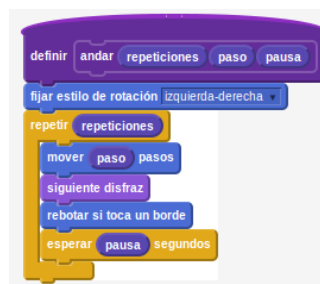 definir andar repeticiones paso pausa
fijar estilo de rotación izquierda-derecha
repetir repeticiones
mover paso pasos
siguiente disfraz
rebotar si toca un borde
esperar pausa segundos